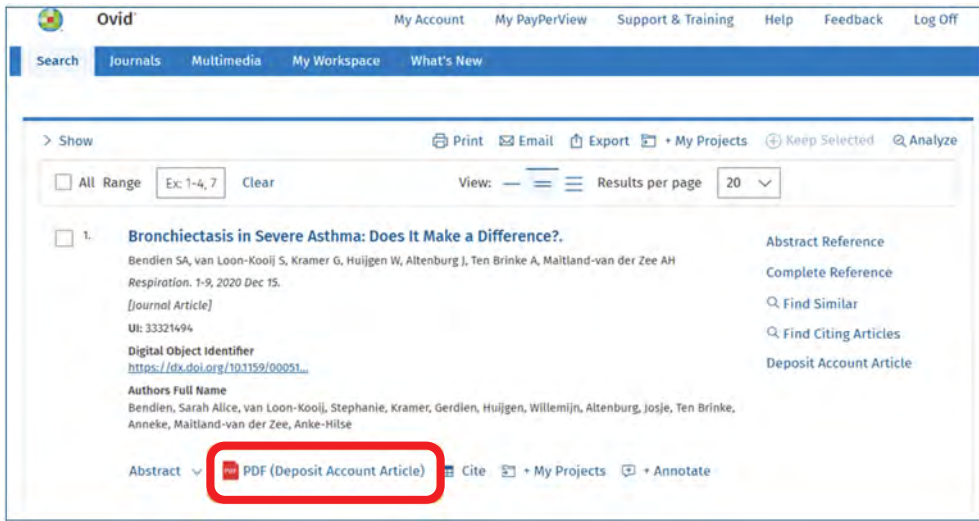 Ovid®
My Account My PayPerView Support & Training Help Feedback Log Off
Search Journals Multimedia My Workspace What's New
> Show
Print Email Export + My Projects Keep Selected Analyze
All Range Ex: 1-4, 7 Clear View: Results per page 20
1. Bronchiectasis in Severe Asthma: Does It Make a Difference?.
Bendien SA, van Loon-Kooij S, Kramer G, Huijgen W, Altenburg J, Ten Brinke A, Maitland-van der Zee AH
Respiration. 1-9, 2020 Dec 15.
[Journal Article]
UI: 33321494
Digital Object Identifier
https://dx.doi.org/10.1159/00051...
Authors Full Name
Bendien, Sarah Alice, van Loon-Kooij, Stephanie, Kramer, Gerdien, Huijgen, Willemijn, Altenburg, Josje, Ten Brinke,
Anneke, Maitland-van der Zee, Anke-Hilse
Abstract PDF PDF (Deposit Account Article) Cite + My Projects + Annotate
Abstract Reference
Complete Reference
Find Similar
Find Citing Articles
Deposit Account Article